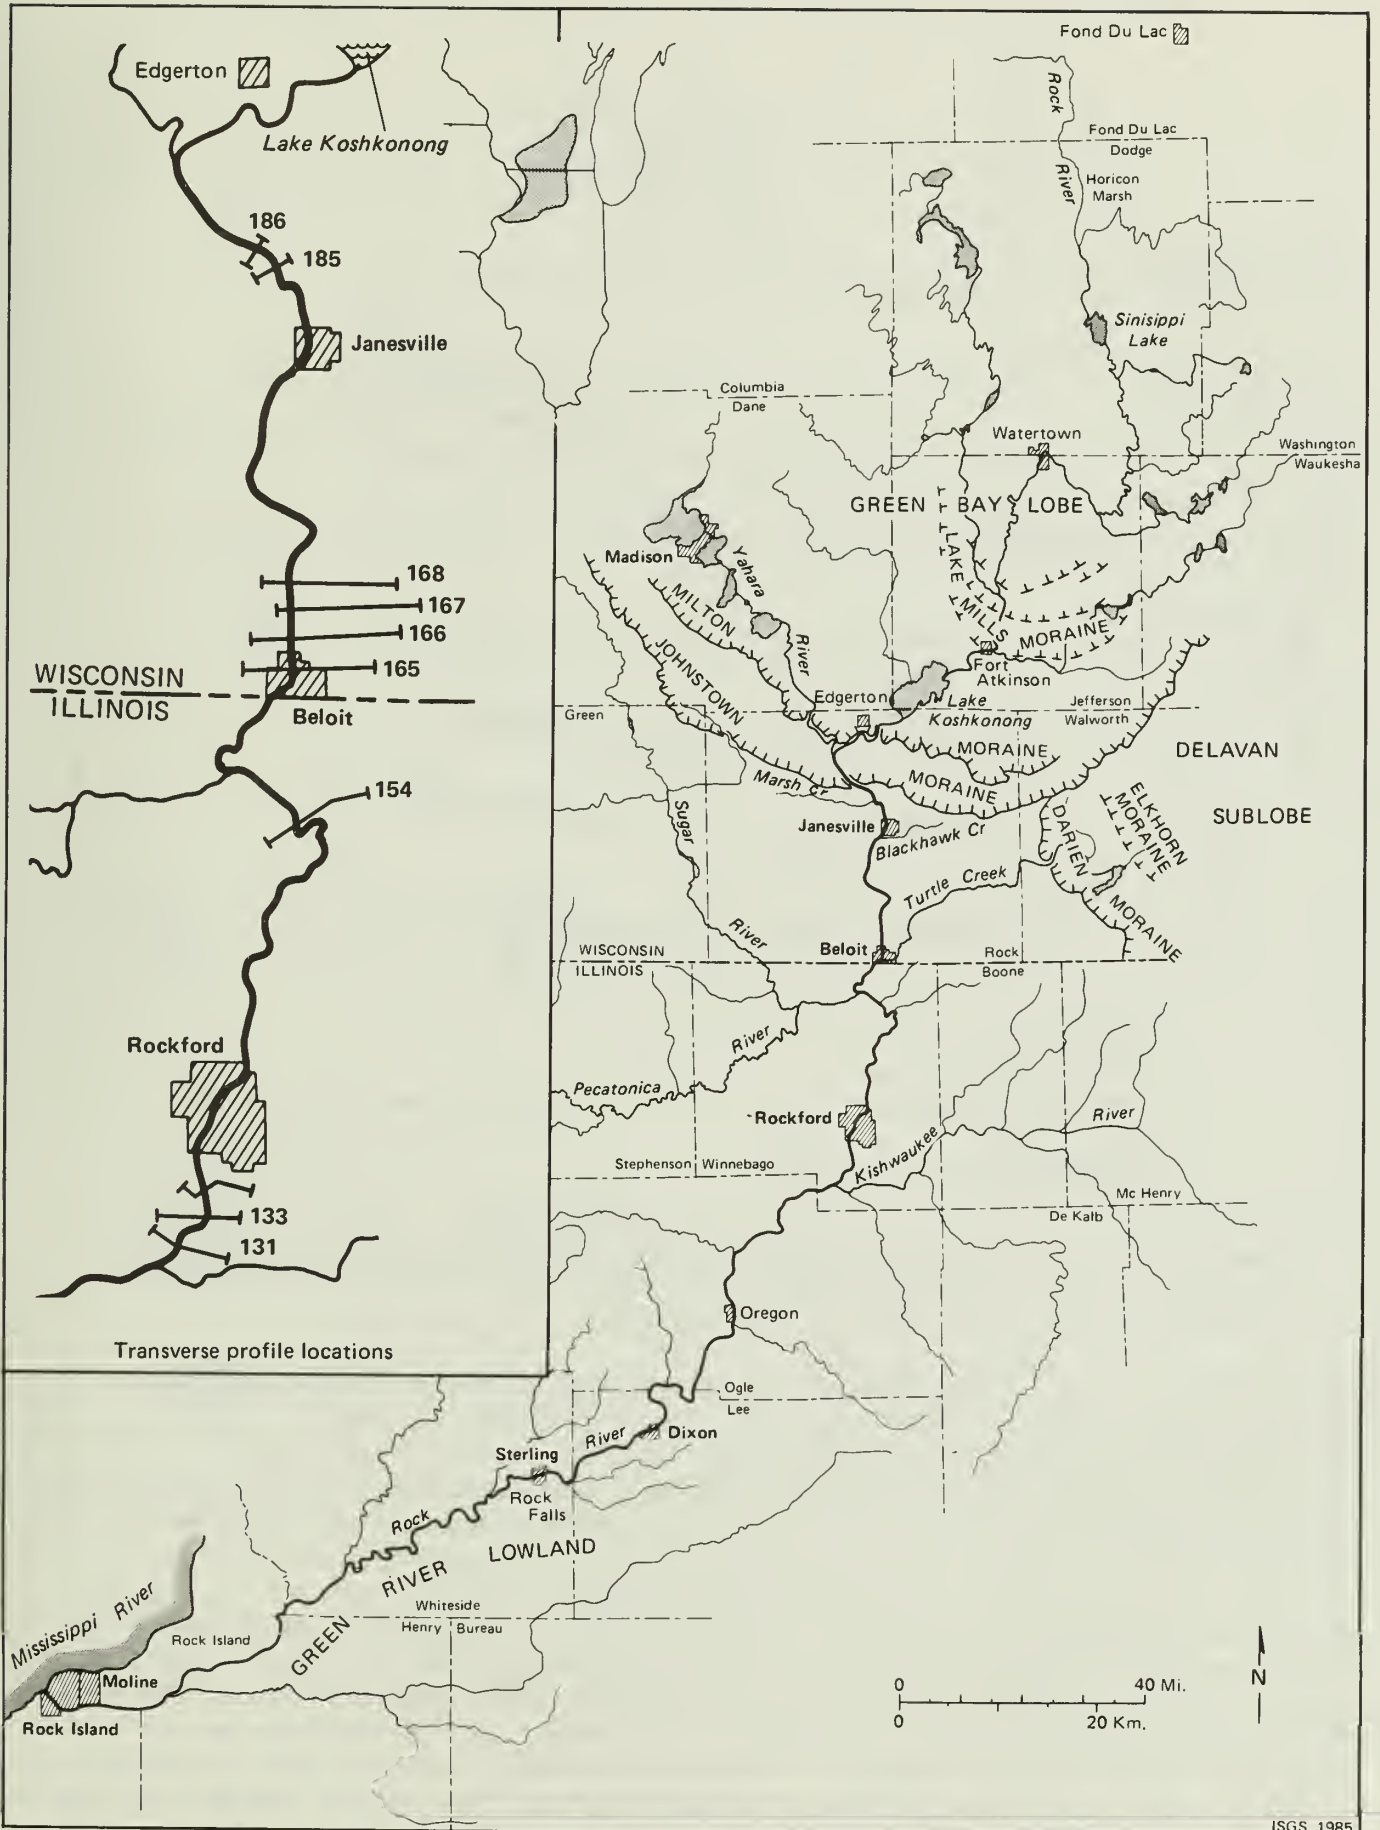 Edgerton
Lake Koshkonong
186
185
Janesville
168
167
166
165
WISCONSIN
ILLINOIS
Beloit
154
Rockford
133
131
Transverse profile locations
Fond Du Lac
Rock
River
Fond Du Lac
Dodge
Horicon
Marsh
Sinisippi
Lake
Columbia
Dane
Watertown
Washington
Waukesha
GREEN BAY LOBE
Madison
Yahara
River
LAKE
MILLS
MORAINE
MILTON
JOHNSTOWN
Fort
Atkinson
Edgerton
Lake
Koshkonong
Jefferson
Walworth
Green
MORAINE
MORAINE
DELAVAN
SUBLOBE
Marsh Cr
Janesville
Blackhawk Cr
DARIEN
MORAINE
ELKHORN
MORAINE
Sugar
River
Turtle Creek
WISCONSIN
ILLINOIS
Beloit
Rock
Boone
River
Pecatonica
Rockford
Kishwaukee
River
Stephenson
Winnebago
Mc Henry
De Kalb
Oregon
Ogle
Lee
Dixon
Sterling
River
Rock
Falls
Rock
GREEN RIVER LOWLAND
Whiteside
Henry
Bureau
Mississippi River
Rock Island
Moline
Rock Island
0 40 Mi.
0 20 Km.
N
ISGS 1985